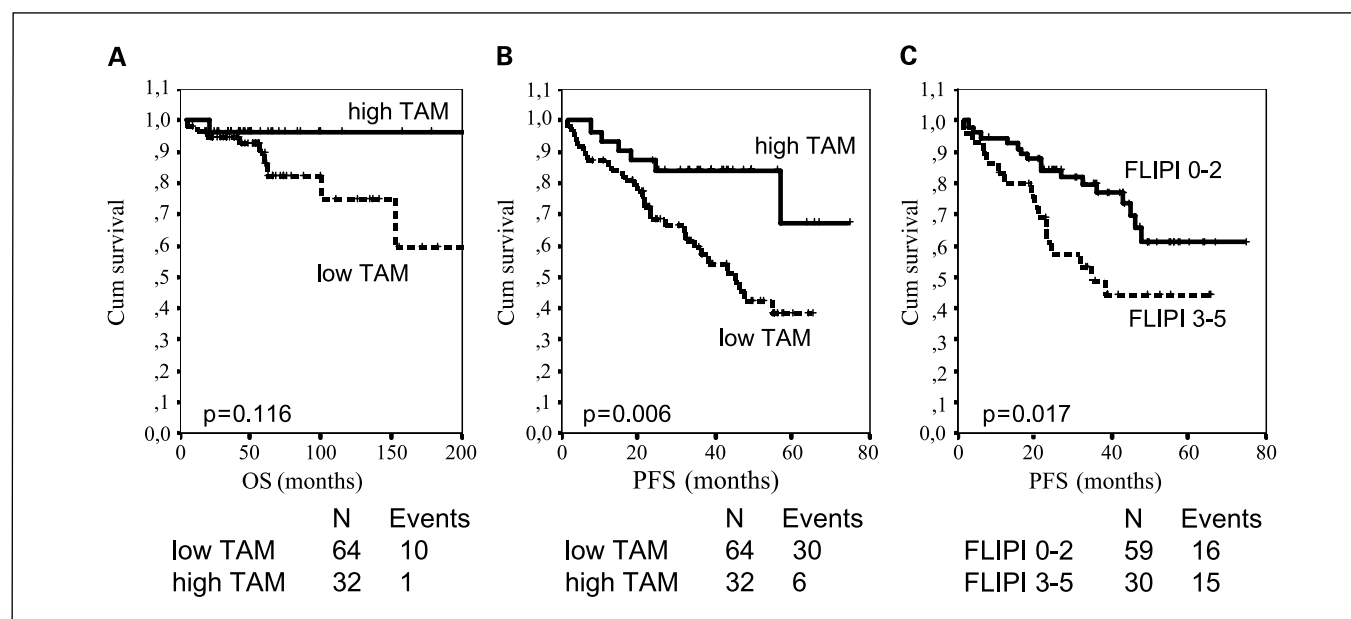 A
1,1
1,0
,9
,8
,7
,6
,5
,4
,3
,2
,1
0,0
Cum survival
high TAM
low TAM
p=0.116
0 50 100 150 200
OS (months)
N Events
low TAM 64 10
high TAM 32 1
B
1,1
1,0
,9
,8
,7
,6
,5
,4
,3
,2
,1
0,0
Cum survival
high TAM
low TAM
p=0.006
0 20 40 60 80
PFS (months)
N Events
low TAM 64 30
high TAM 32 6
C
1,1
1,0
,9
,8
,7
,6
,5
,4
,3
,2
,1
0,0
Cum survival
FLIPI 0-2
FLIPI 3-5
p=0.017
0 20 40 60 80
PFS (months)
N Events
FLIPI 0-2 59 16
FLIPI 3-5 30 15